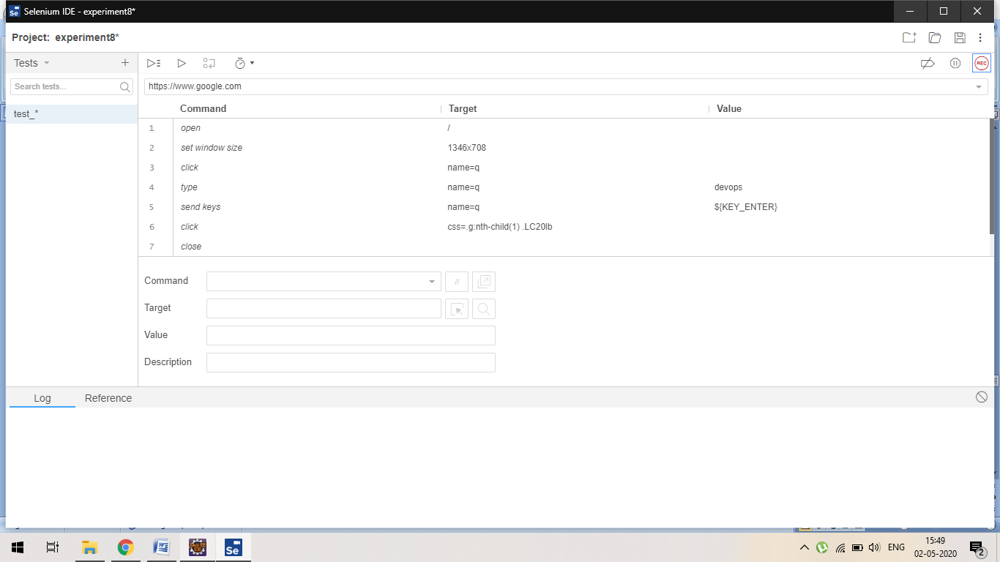 Selenium IDE - experiment8*
Project: experiment8*
Tests
REC
Search tests...
https://www.google.com
test_*
Command Target Value
1 open /
2 set window size 1346x708
3 click name=q
4 type name=q devops
5 send keys name=q ${KEY_ENTER}
6 click css=.g:nth-child(1) .LC20lb
7 close
Command
//
Target
Value
Description
Log Reference
Se
ENG
15:49
02-05-2020
2